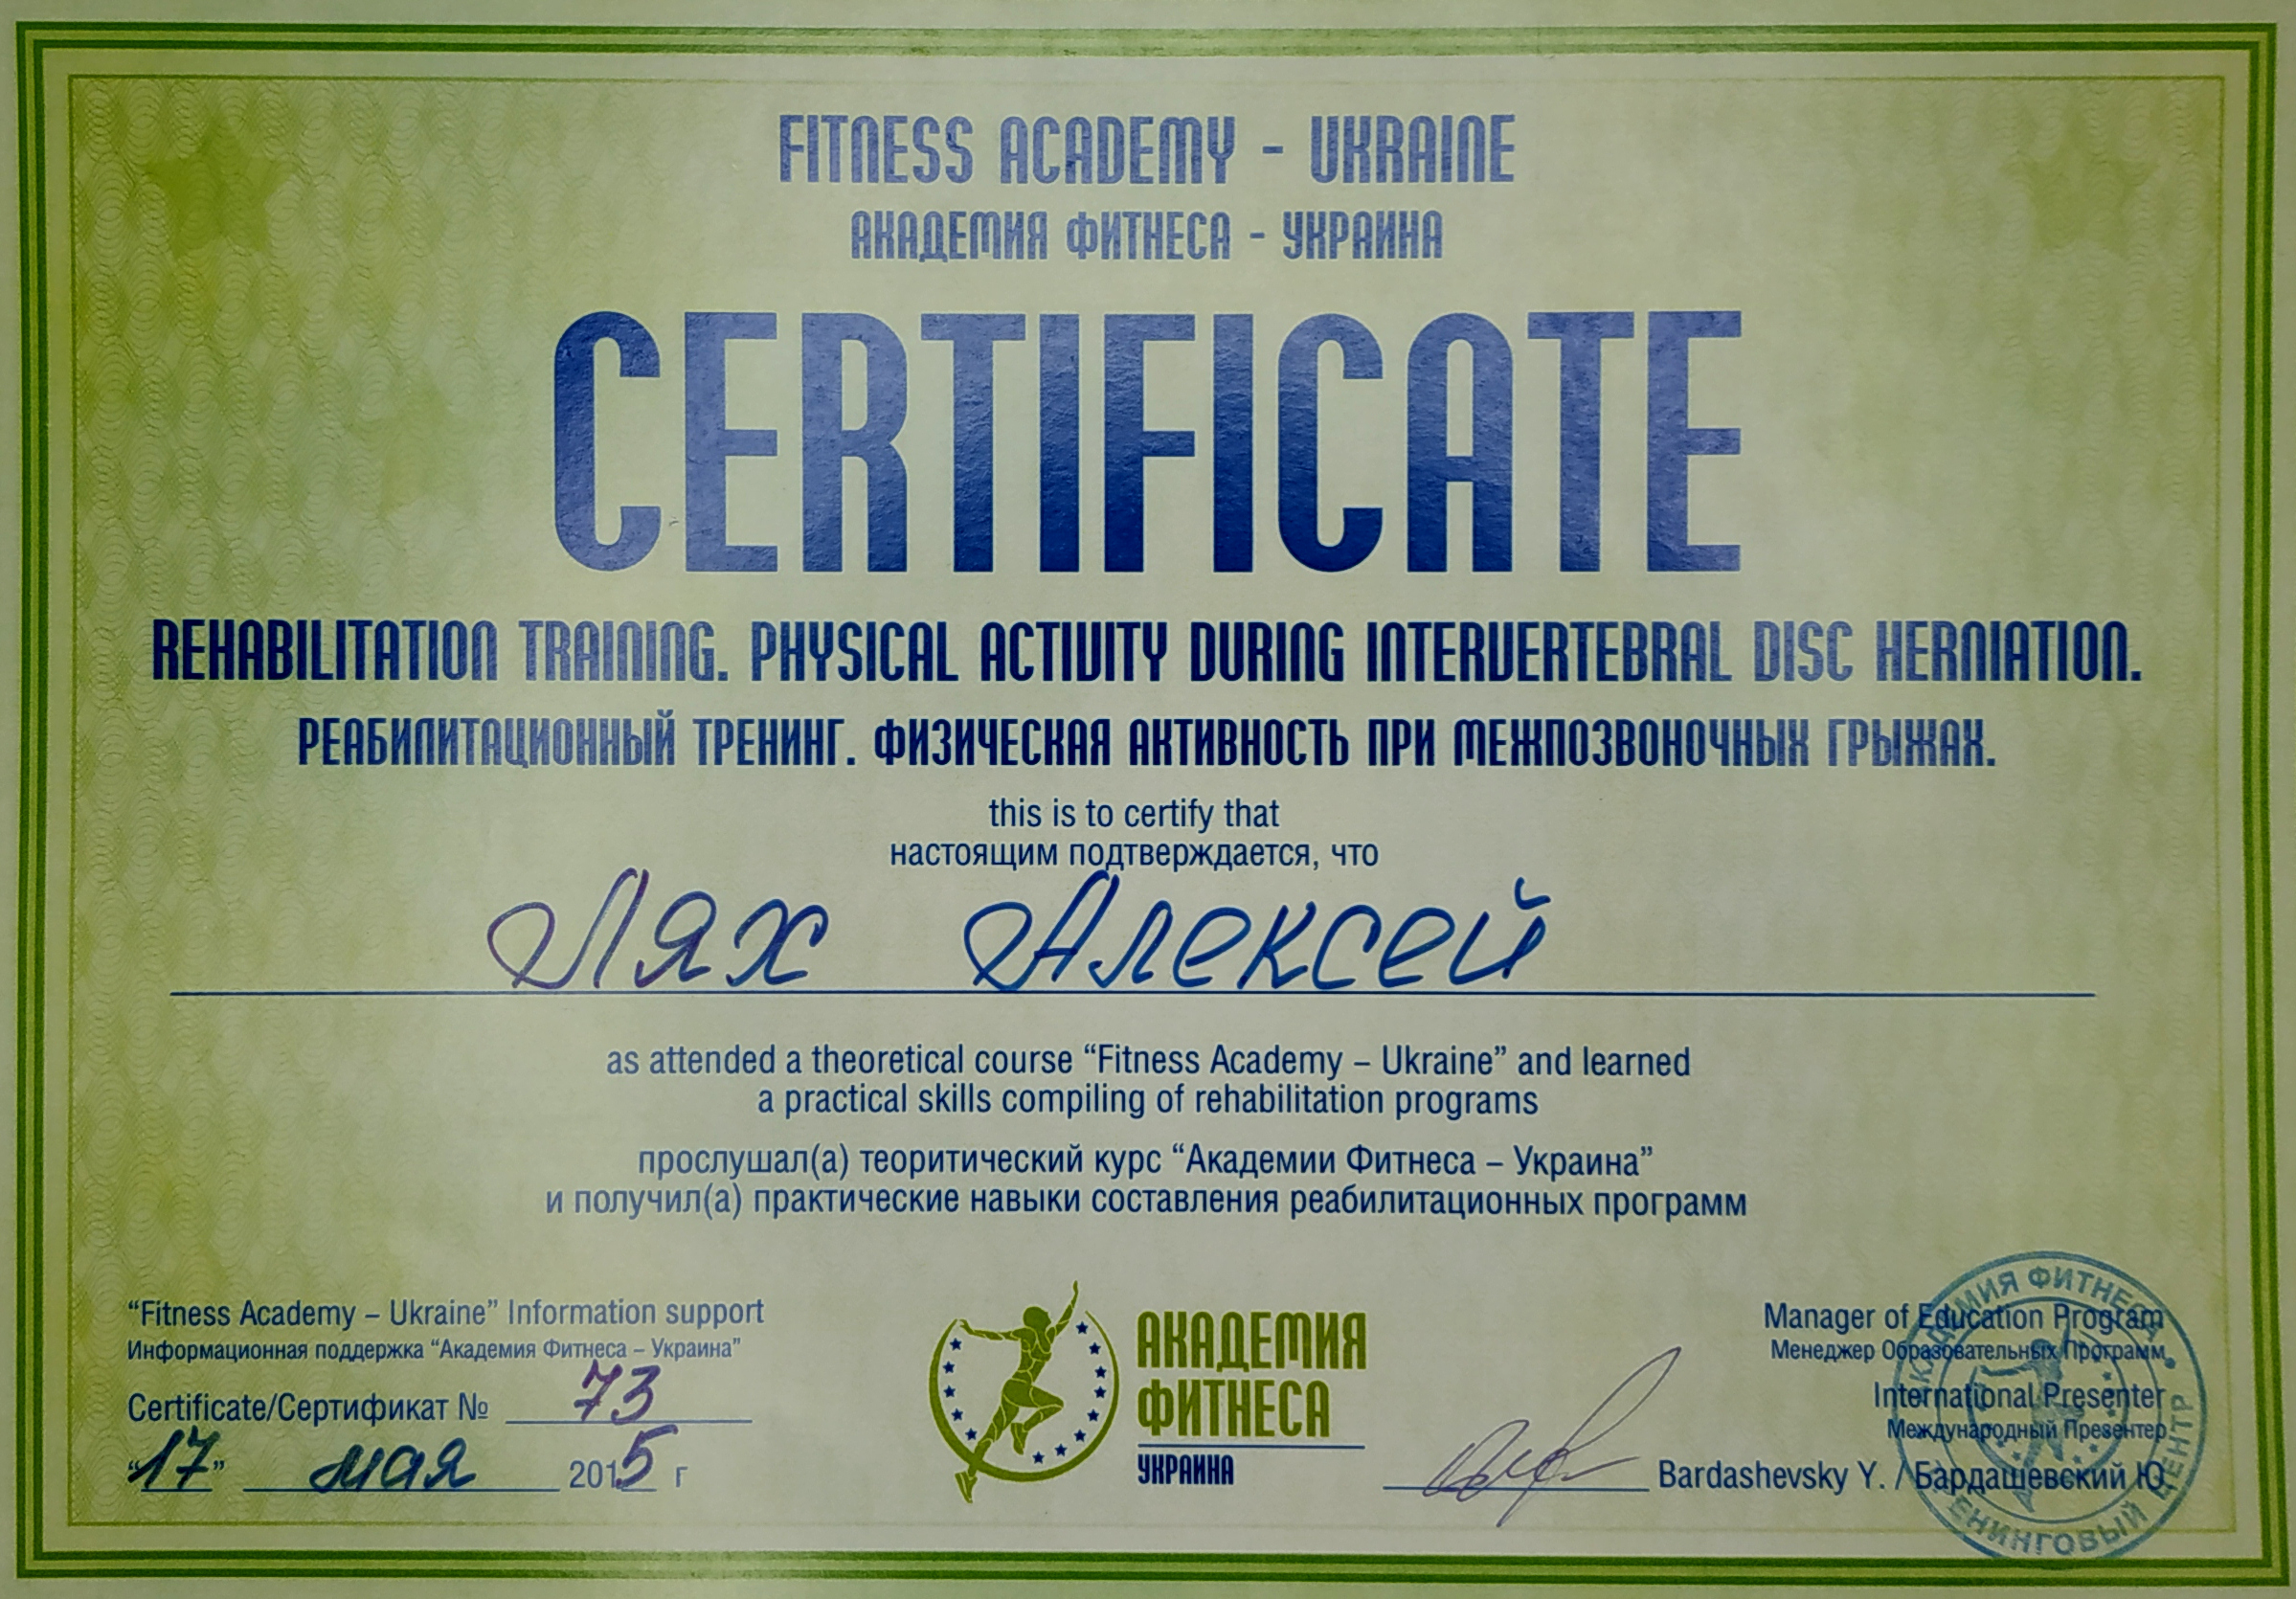 FITNESS ACADEMY - UKRAINE
АКАДЕМИЯ ФИТНЕСА - УКРАИНА
CERTIFICATE
REHABILITATION TRAINING. PHYSICAL ACTIVITY DURING INTERVERTEBRAL DISC HERNIATION.
РЕАБИЛИТАЦИОННЫЙ ТРЕНИНГ. ФИЗИЧЕСКАЯ АКТИВНОСТЬ ПРИ МЕЖПОЗВОНОЧНЫХ ГРЫЖАХ.
this is to certify that
настоящим подтверждается, что
Лях Алексей
as attended a theoretical course “Fitness Academy – Ukraine” and learned
a practical skills compiling of rehabilitation programs
прослушал(а) теоритический курс “Академии Фитнеса – Украина”
и получил(а) практические навыки составления реабилитационных программ
“Fitness Academy – Ukraine” Information support
Информационная поддержка “Академия Фитнеса – Украина”
Certificate/Сертификат № 73
“17” мая 2015 г
АКАДЕМИЯ
ФИТНЕСА
УКРАИНА
Manager of Education Program
Менеджер Образовательных Программ
International Presenter
Международный Презентер
Bardashevsky Y. / Бардашевский Ю
АКАДЕМИЯ ФИТНЕСА
ТРЕНИНГОВЫЙ ЦЕНТР